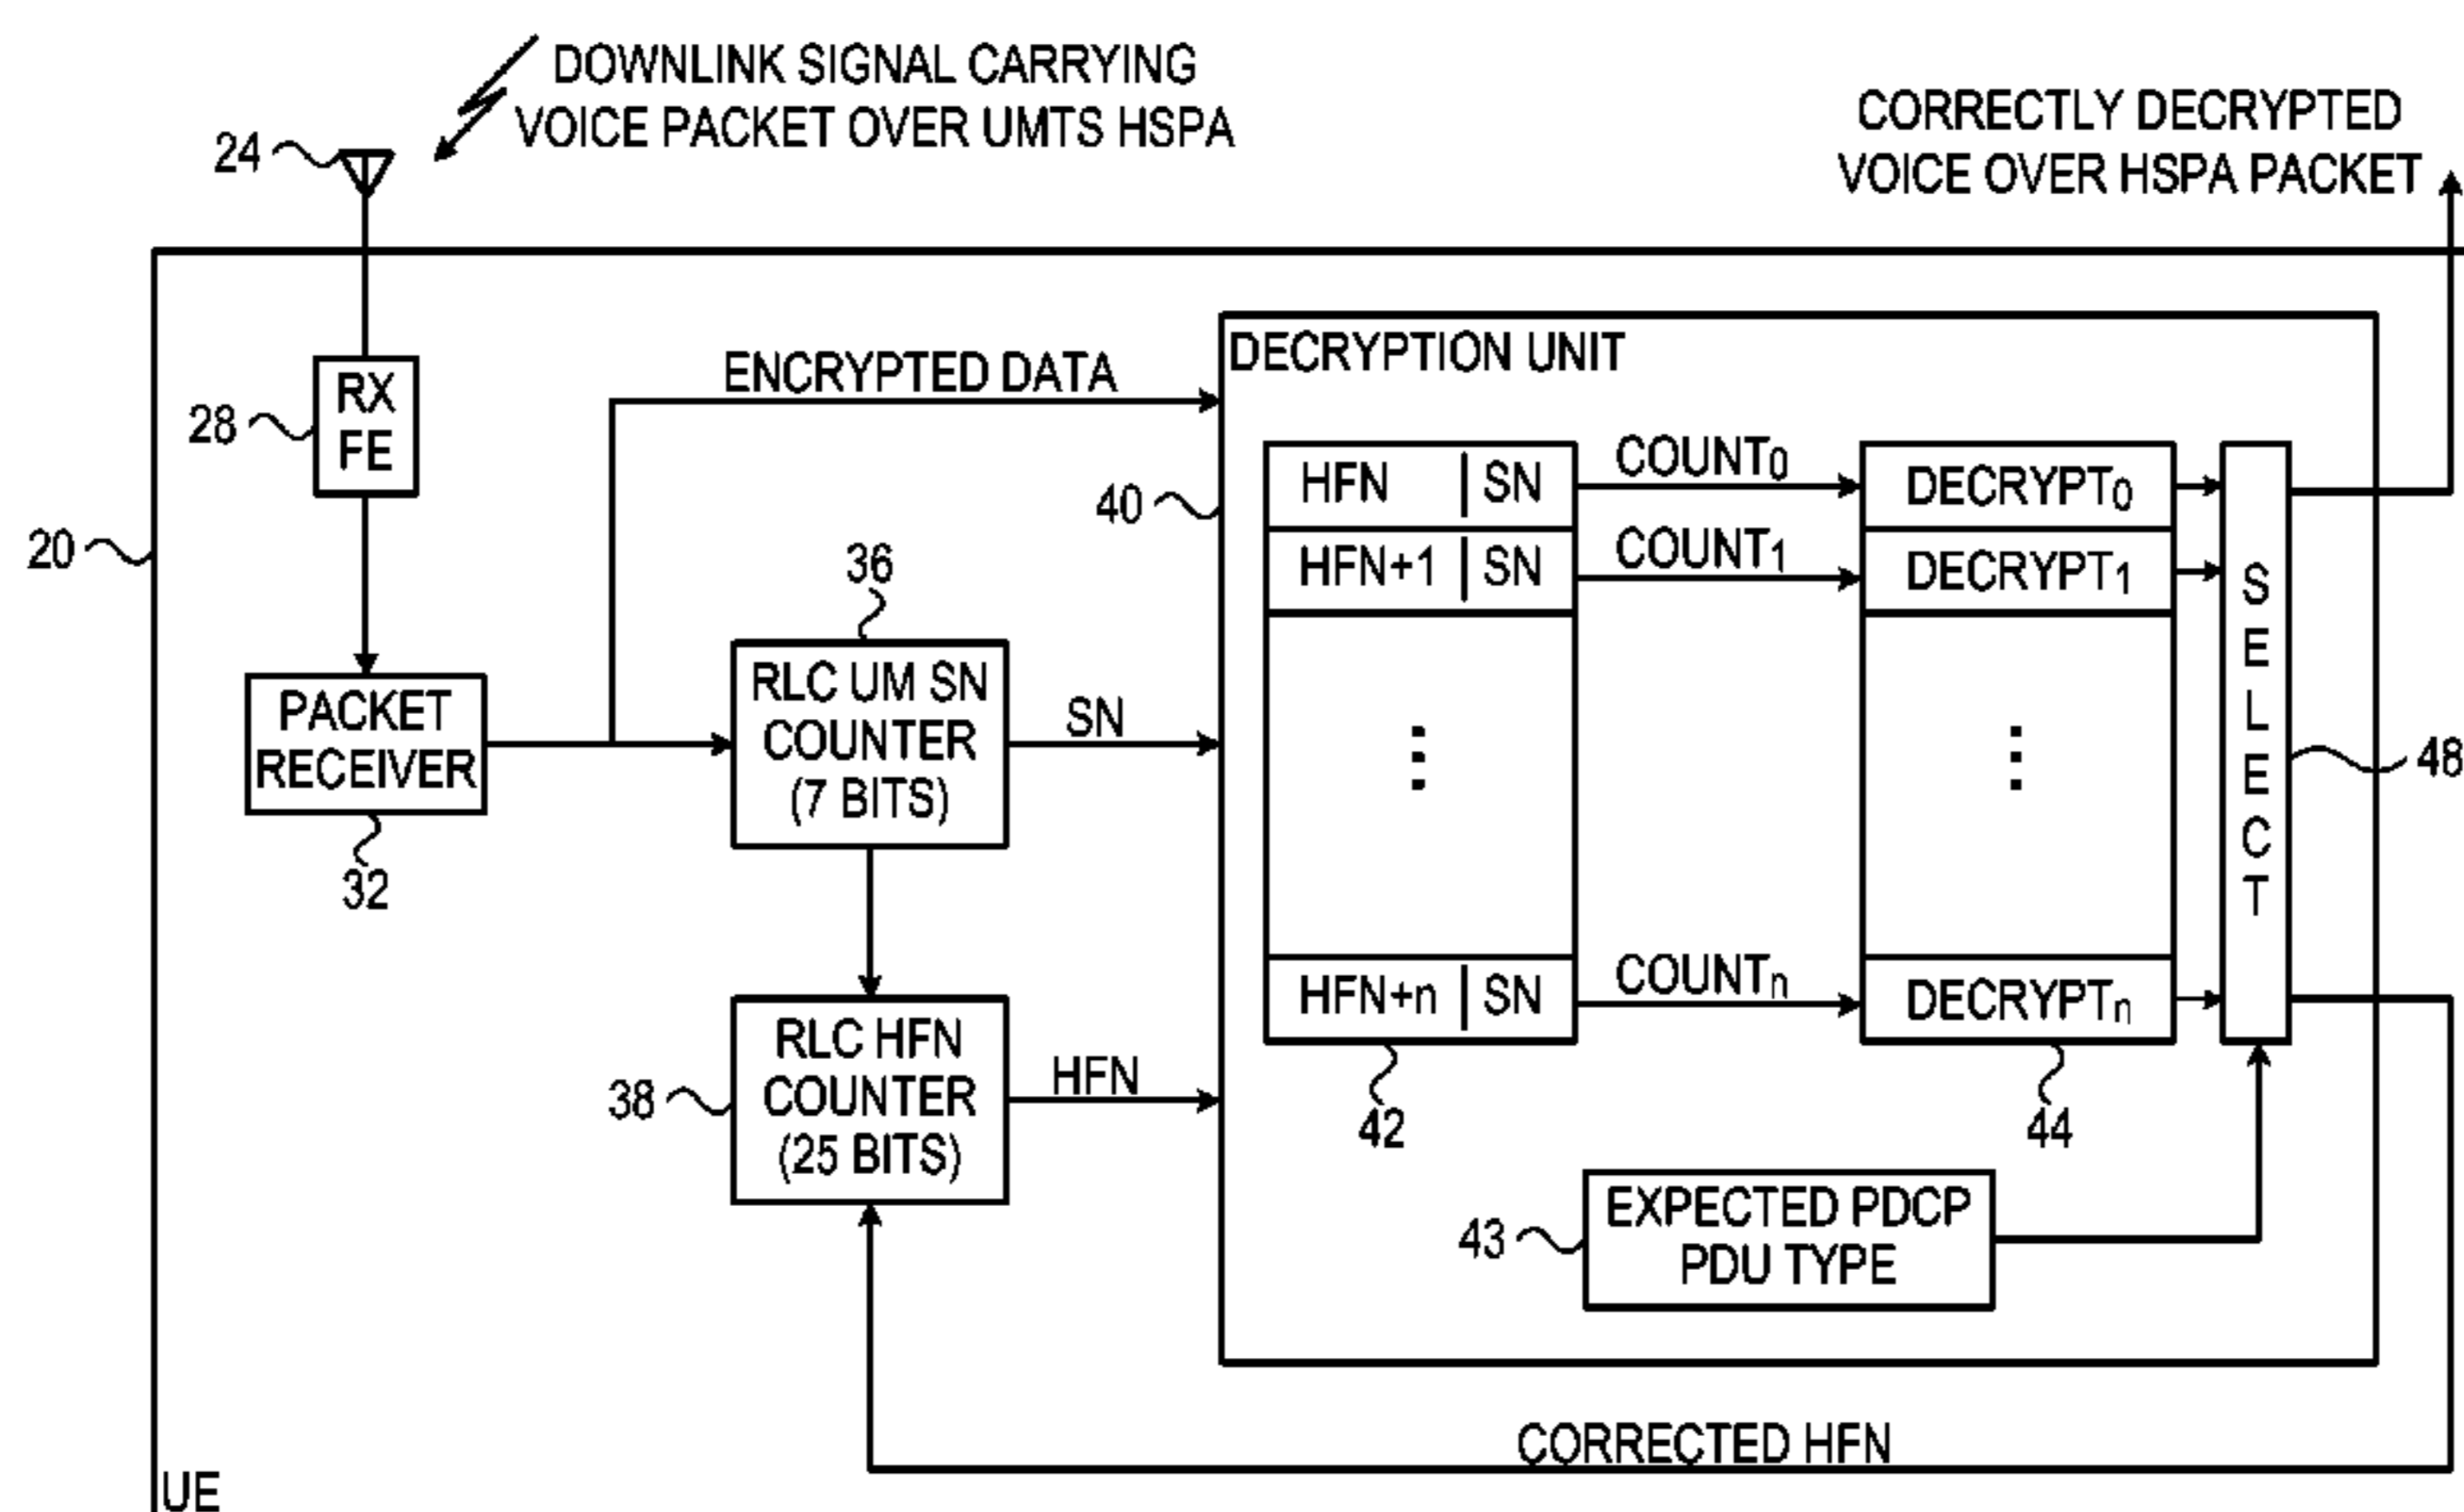 DOWNLINK SIGNAL CARRYING
VOICE PACKET OVER UMTS HSPA
CORRECTLY DECRYPTED
VOICE OVER HSPA PACKET
24
28
RX
FE
20
ENCRYPTED DATA
DECRYPTION UNIT
40
HFN | SN
COUNT0
DECRYPT0
HFN+1 | SN
COUNT1
DECRYPT1
36
RLC UM SN
COUNTER
(7 BITS)
SN
PACKET
RECEIVER
32
SELECT
48
HFN+n | SN
COUNTn
DECRYPTn
38
RLC HFN
COUNTER
(25 BITS)
HFN
42
44
43
EXPECTED PDCP
PDU TYPE
CORRECTED HFN
UE